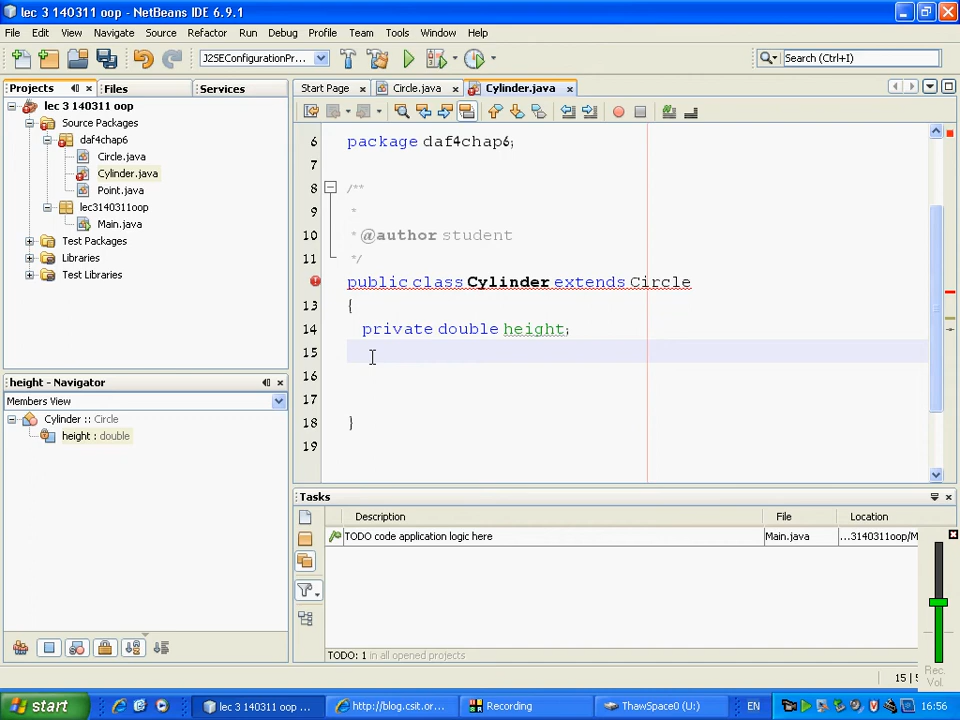 lec 3 140311 oop - NetBeans IDE 6.9.1
File Edit View Navigate Source Refactor Run Debug Profile Team Tools Window Help
J2SEConfigurationPr...
Search (Ctrl+I)
Projects Files Services
lec 3 140311 oop
Source Packages
daf4chap6
Circle.java
Cylinder.java
Point.java
lec3140311oop
Main.java
Test Packages
Libraries
Test Libraries
height - Navigator
Members View
Cylinder :: Circle
height : double
Start Page Circle.java Cylinder.java
6 package daf4chap6;
7
8 /**
9 *
10 * @author student
11 */
public class Cylinder extends Circle
13 {
14 private double height;
15
16
17
18 }
19
Tasks
Description File Location
TODO code application logic here Main.java ...3140311oop/M
TODO: 1 in all opened projects
Rec. Vol.
start lec 3 140311 oop ... http://blog.csit.or... Recording ThawSpace0 (U:) EN 16:56